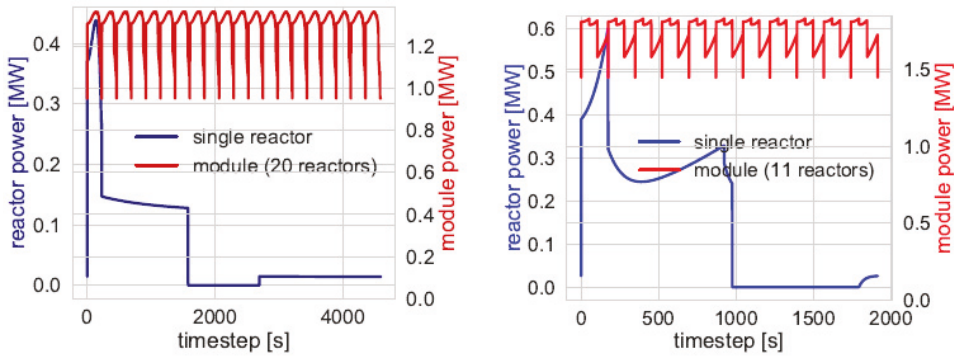 reactor power [MW]
0.4
0.3
0.2
0.1
0.0
single reactor
module (20 reactors)
1.2
1.0
0.8
0.6
0.4
0.2
0.0
module power [MW]
0 2000 4000
timestep [s]
reactor power [MW]
0.6
0.5
0.4
0.3
0.2
0.1
0.0
single reactor
module (11 reactors)
1.5
1.0
0.5
0.0
module power [MW]
0 500 1000 1500 2000
timestep [s]